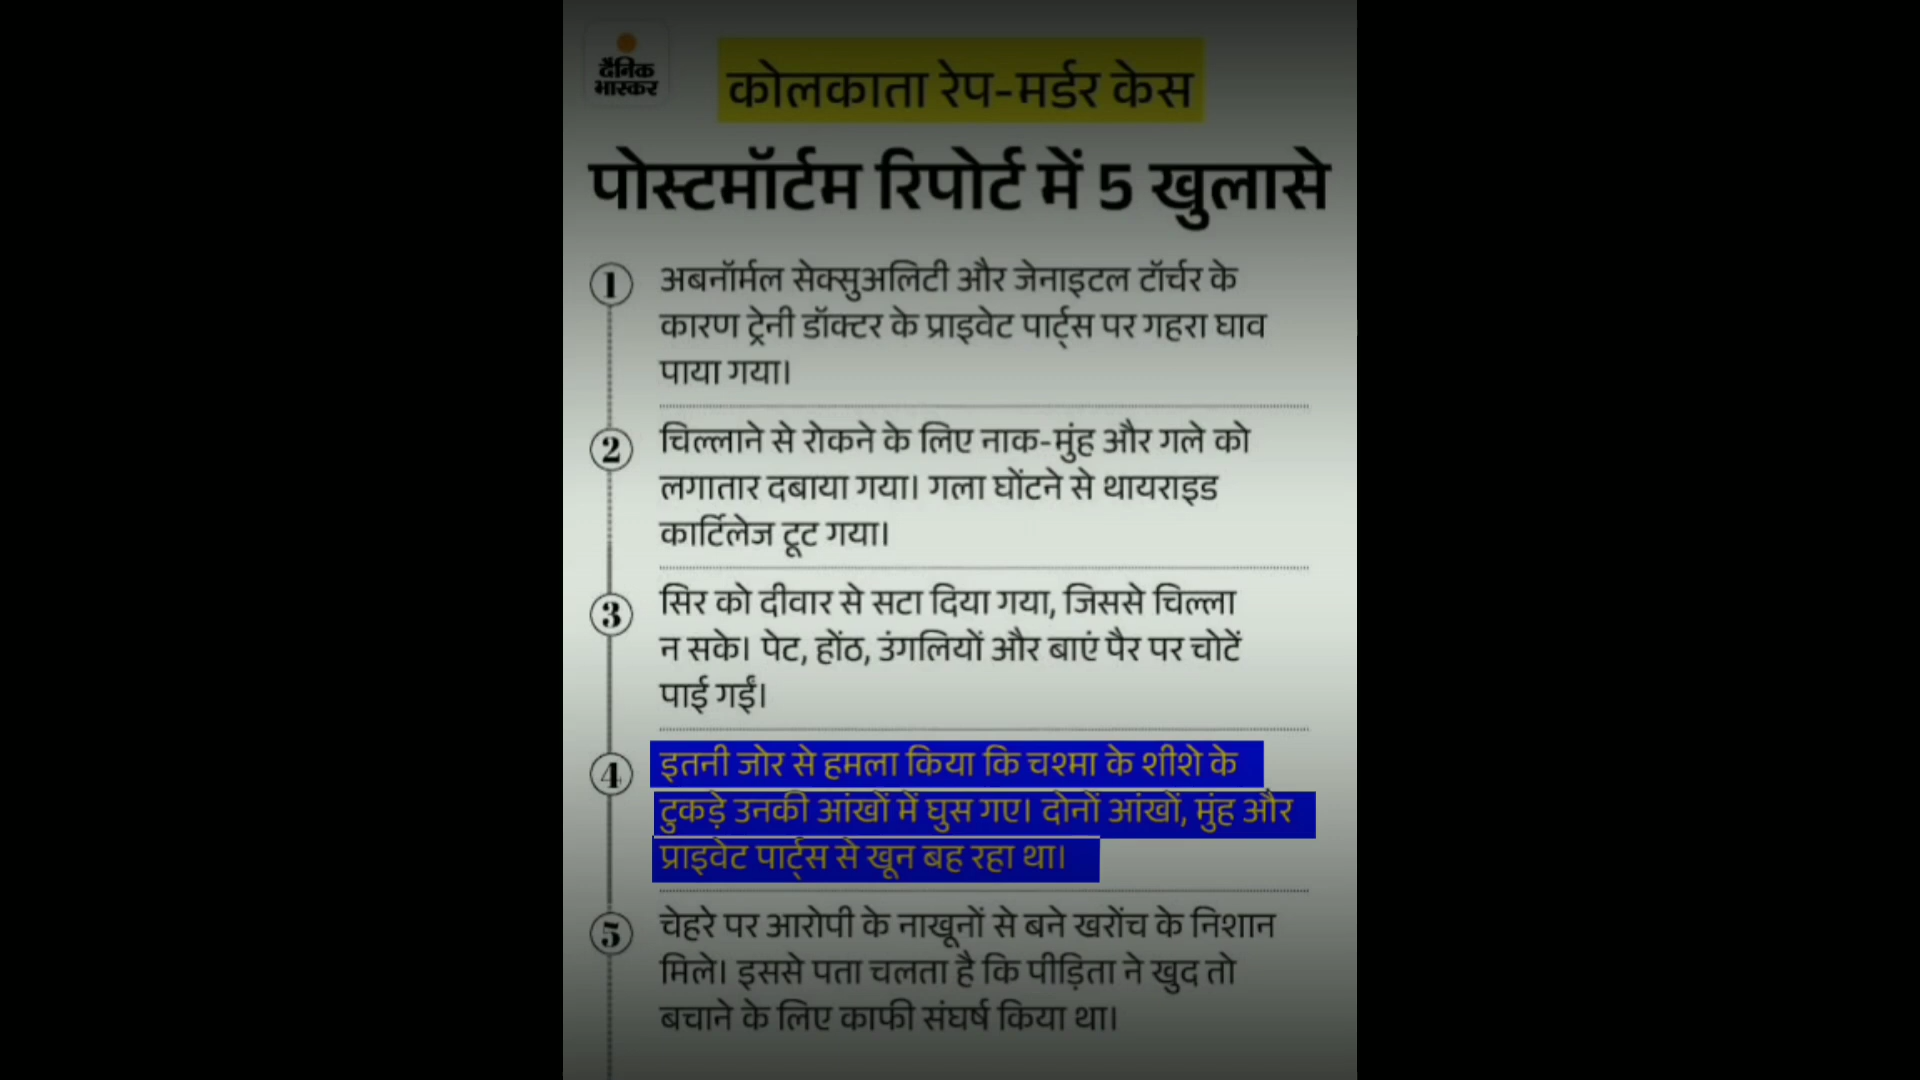 दैनिक
भास्कर
कोलकाता रेप-मर्डर केस
पोस्टमॉर्टम रिपोर्ट में 5 खुलासे
1 अबनॉर्मल सेक्सुअलिटी और जेनाइटल टॉर्चर के
कारण ट्रेनी डॉक्टर के प्राइवेट पार्ट्स पर गहरा घाव
पाया गया।
2 चिल्लाने से रोकने के लिए नाक-मुंह और गले को
लगातार दबाया गया। गला घोंटने से थायराइड
कार्टिलेज टूट गया।
3 सिर को दीवार से सटा दिया गया, जिससे चिल्ला
न सके। पेट, होंठ, उंगलियों और बाएं पैर पर चोटें
पाई गईं।
4 इतनी जोर से हमला किया कि चश्मा के शीशे के
टुकड़े उनकी आंखों में घुस गए। दोनों आंखों, मुंह और
प्राइवेट पार्ट्स से खून बह रहा था।
5 चेहरे पर आरोपी के नाखूनों से बने खरोंच के निशान
मिले। इससे पता चलता है कि पीड़िता ने खुद तो
बचाने के लिए काफी संघर्ष किया था।